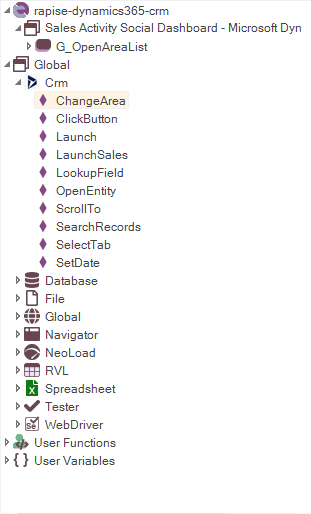 rapise-dynamics365-crm
Sales Activity Social Dashboard - Microsoft Dyn
G_OpenAreaList
Global
Crm
ChangeArea
ClickButton
Launch
LaunchSales
LookupField
OpenEntity
ScrollTo
SearchRecords
SelectTab
SetDate
Database
File
Global
Navigator
NeoLoad
RVL
Spreadsheet
Tester
WebDriver
User Functions
User Variables